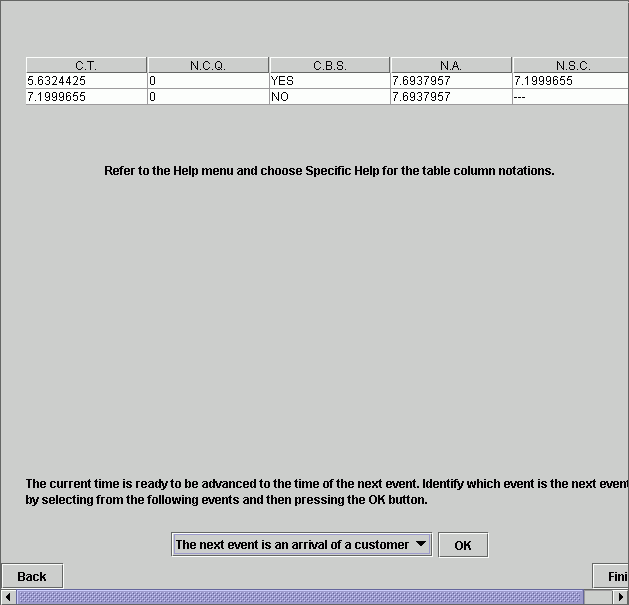 C.T. N.C.Q. C.B.S. N.A. N.S.C.
5.6324425 0 YES 7.6937957 7.1999655
7.1999655 0 NO 7.6937957 ---
Refer to the Help menu and choose Specific Help for the table column notations.
The current time is ready to be advanced to the time of the next event. Identify which event is the next event
by selecting from the following events and then pressing the OK button.
The next event is an arrival of a customer OK
Back Fini